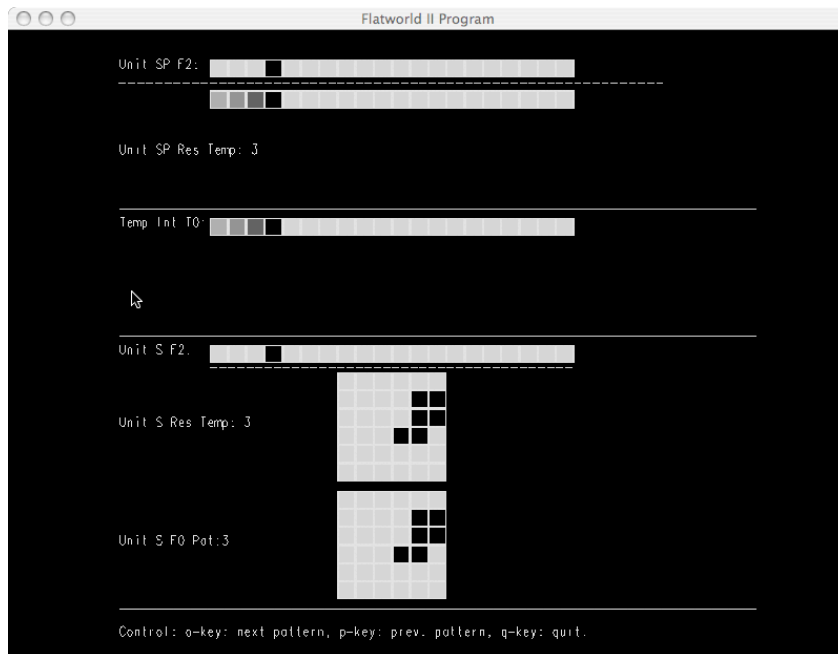 Flatworld II Program
Unit SP F2:
Unit SP Res Temp: 3
Temp Int T0:
Unit S F2.
Unit S Res Temp: 3
Unit S F0 Pat:3
Control: o-key: next pattern, p-key: prev. pattern, q-key: quit.